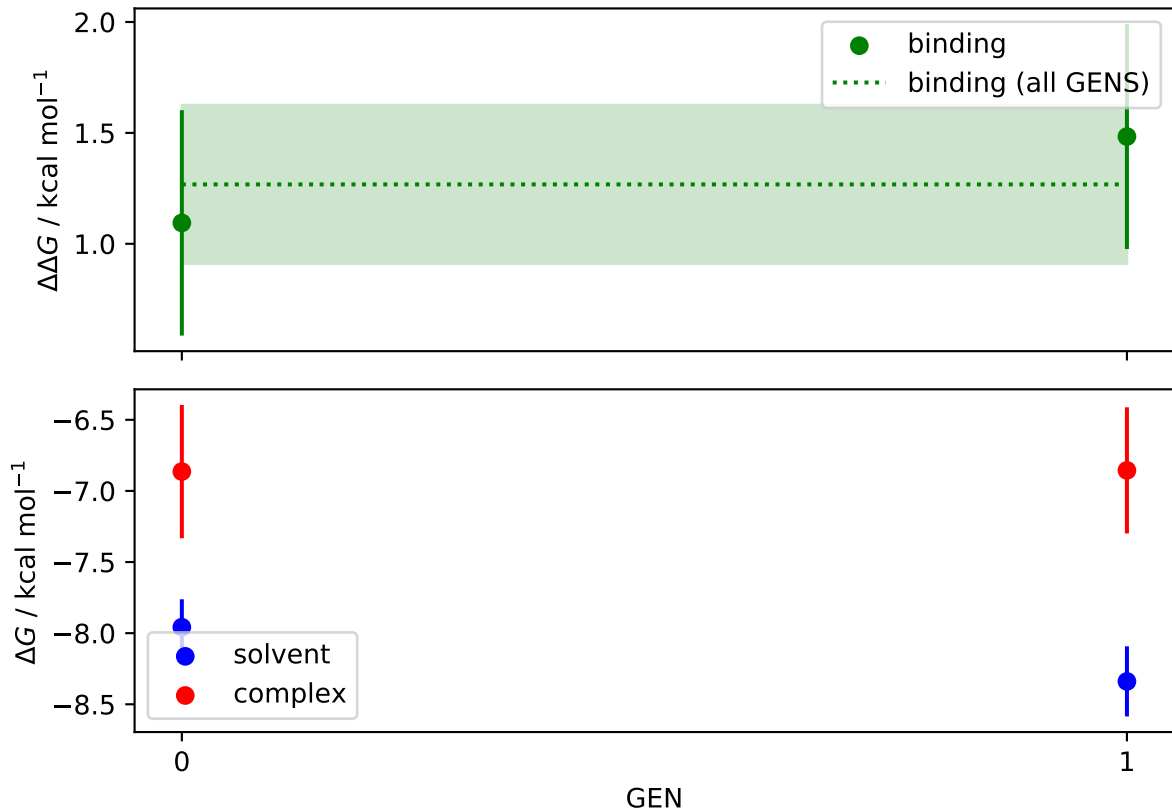 2.0
1.5
1.0
ΔΔG / kcal mol⁻¹
binding
binding (all GENS)
−6.5
−7.0
−7.5
−8.0
−8.5
ΔG / kcal mol⁻¹
solvent
complex
0
1
GEN